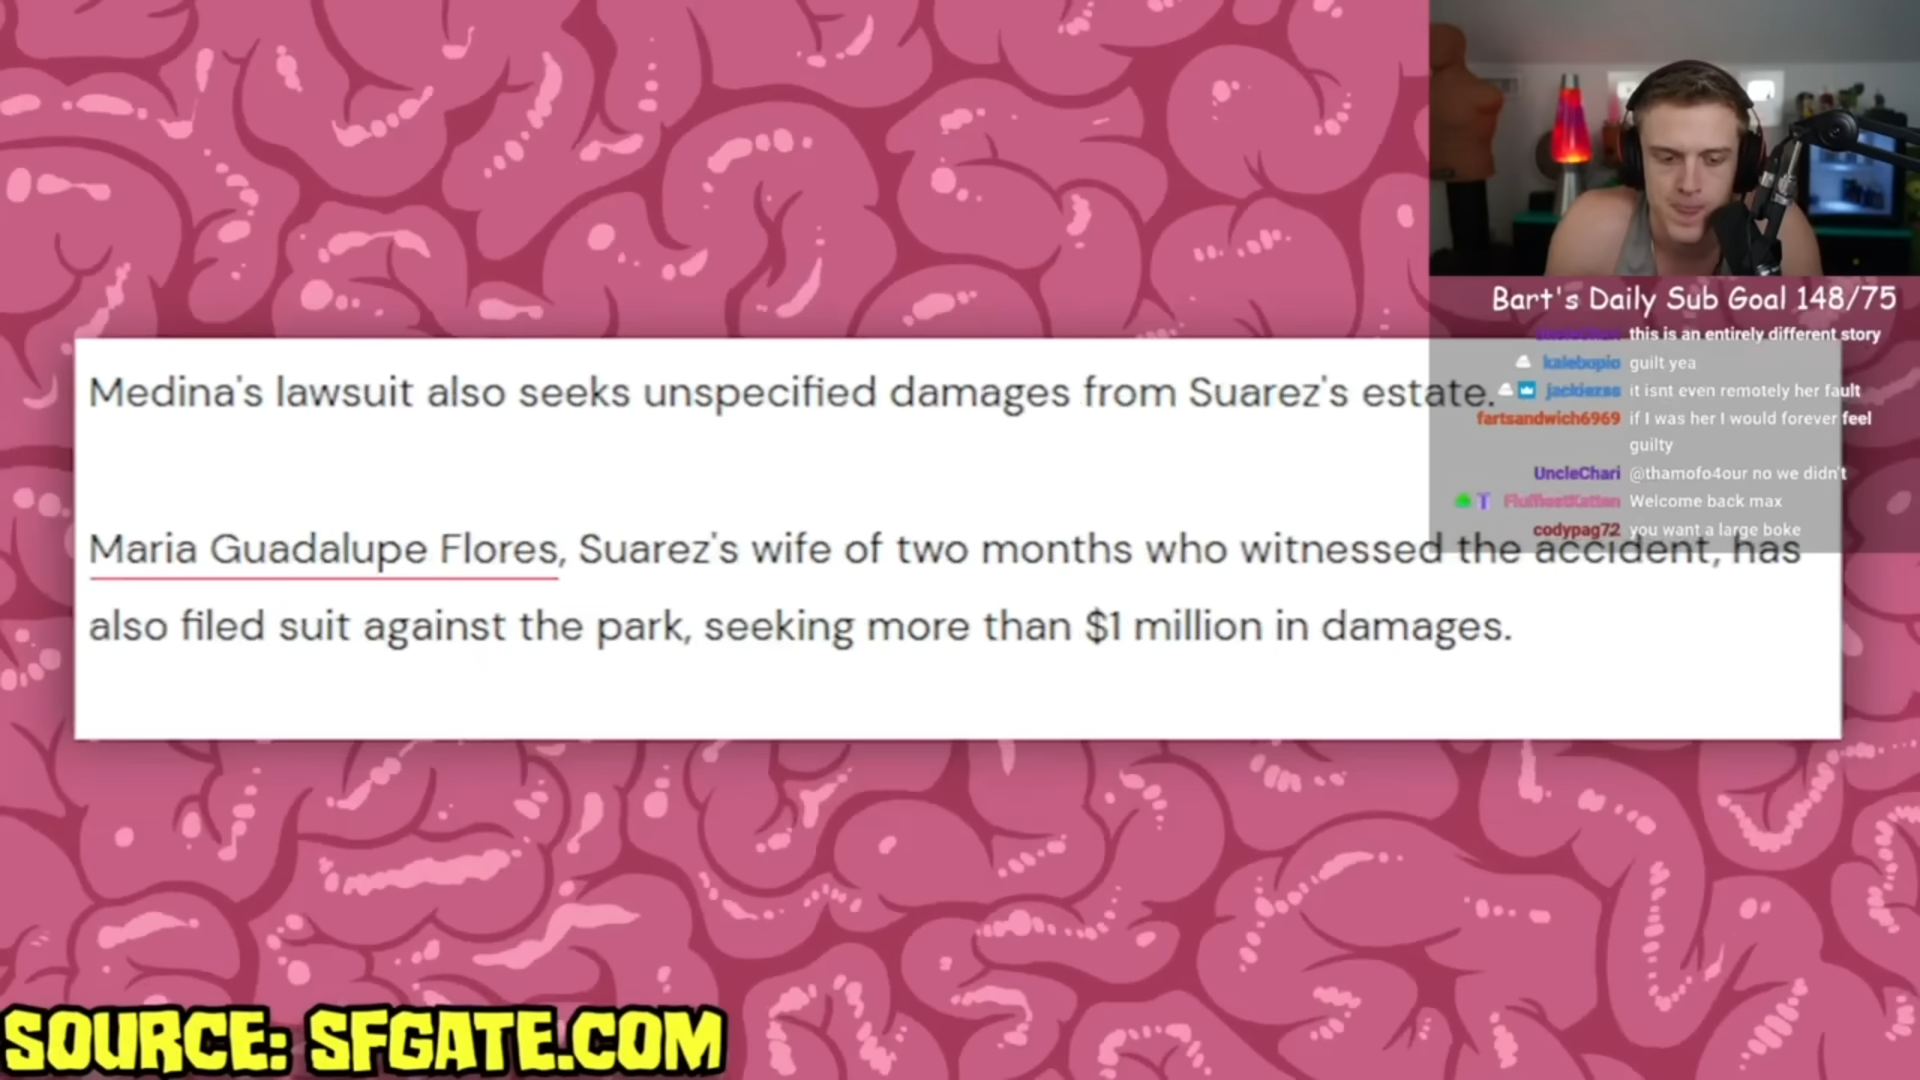 Bart's Daily Sub Goal 148/75
this is an entirely different story
kalebopio guilt yea
jackiezss it isnt even remotely her fault
fartsandwich6969 if I was her I would forever feel
guilty
UncleChari @thamofo4our no we didn't
FluffiestKatten Welcome back max
codypag72 you want a large boke
Medina's lawsuit also seeks unspecified damages from Suarez's estate.
Maria Guadalupe Flores, Suarez's wife of two months who witnessed the accident, has
also filed suit against the park, seeking more than $1 million in damages.
SOURCE: SFGATE.COM